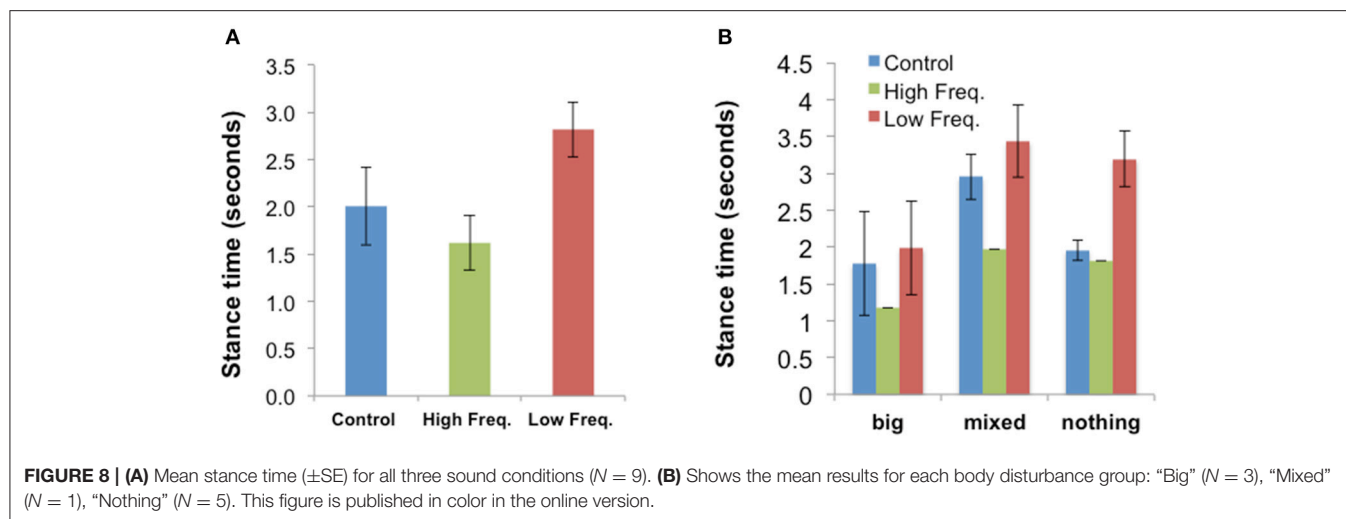 A
Stance time (seconds)
3.5
3.0
2.5
2.0
1.5
1.0
0.5
0.0
Control High Freq. Low Freq.
B
Stance time (seconds)
4.5
4
3.5
3
2.5
2
1.5
1
0.5
0
Control
High Freq.
Low Freq.
big mixed nothing
FIGURE 8 | (A) Mean stance time (±SE) for all three sound conditions (N = 9). (B) Shows the mean results for each body disturbance group: “Big” (N = 3), “Mixed”
(N = 1), “Nothing” (N = 5). This figure is published in color in the online version.